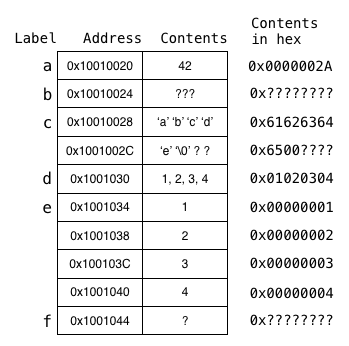 Label Address Contents Contents in hex
a 0x10010020 42 0x0000002A
b 0x10010024 ??? 0x????????
c 0x10010028 ‘a’ ‘b’ ‘c’ ‘d’ 0x61626364
0x1001002C ‘e’ ‘\0’ ? ? 0x6500????
d 0x1001030 1, 2, 3, 4 0x01020304
e 0x1001034 1 0x00000001
0x1001038 2 0x00000002
0x100103C 3 0x00000003
0x1001040 4 0x00000004
f 0x1001044 ? 0x????????